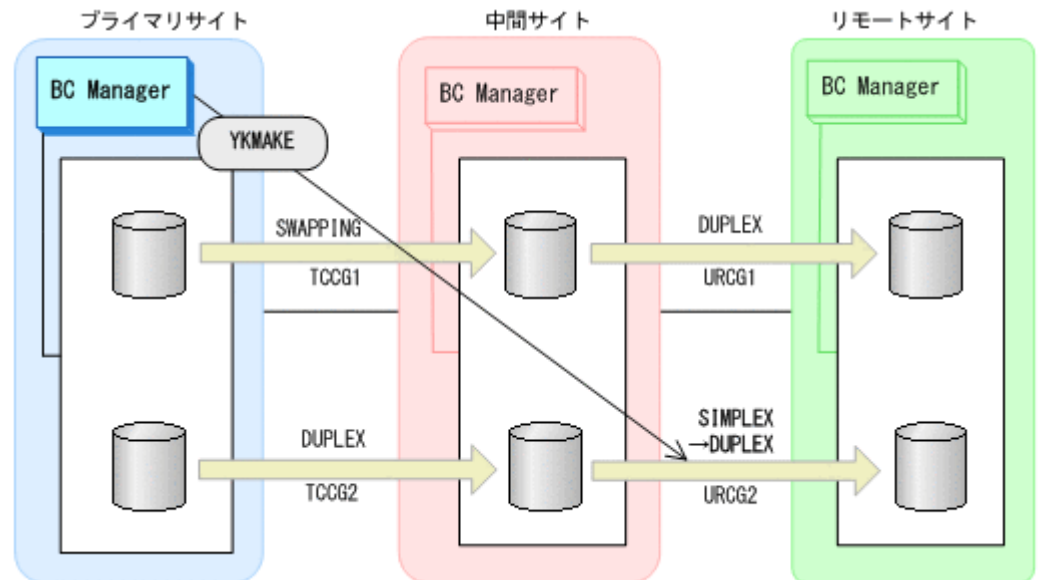 プライマリサイト
中間サイト
リモートサイト
BC Manager
BC Manager
BC Manager
YKMAKE
SWAPPING
TCCG1
DUPLEX
URCG1
DUPLEX
TCCG2
SIMPLEX
→DUPLEX
URCG2